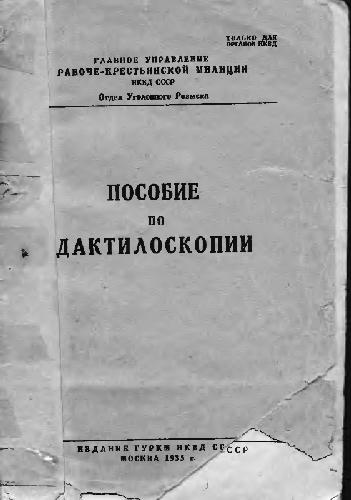 ТОЛЬКО ДЛЯ
ОРГАНОВ НКВД
ГЛАВНОЕ УПРАВЛЕНИЕ
РАБОЧЕ-КРЕСТЬЯНСКОЙ МИЛИЦИИ
НКВД СССР
Отдел Уголовного Розыска
ПОСОБИЕ
ПО
ДАКТИЛОСКОПИИ
ИЗДАНИЕ ГУРКМ НКВД СССР
МОСКВА 1935 г.